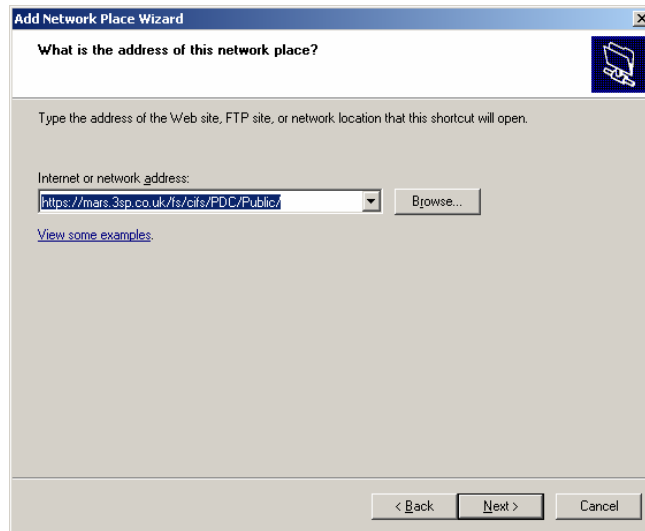 Add Network Place Wizard
What is the address of this network place?
Type the address of the Web site, FTP site, or network location that this shortcut will open.
Internet or network address:
https://mars.3sp.co.uk/fs/cifs/PDC/Public/
Browse...
View some examples.
< Back
Next >
Cancel